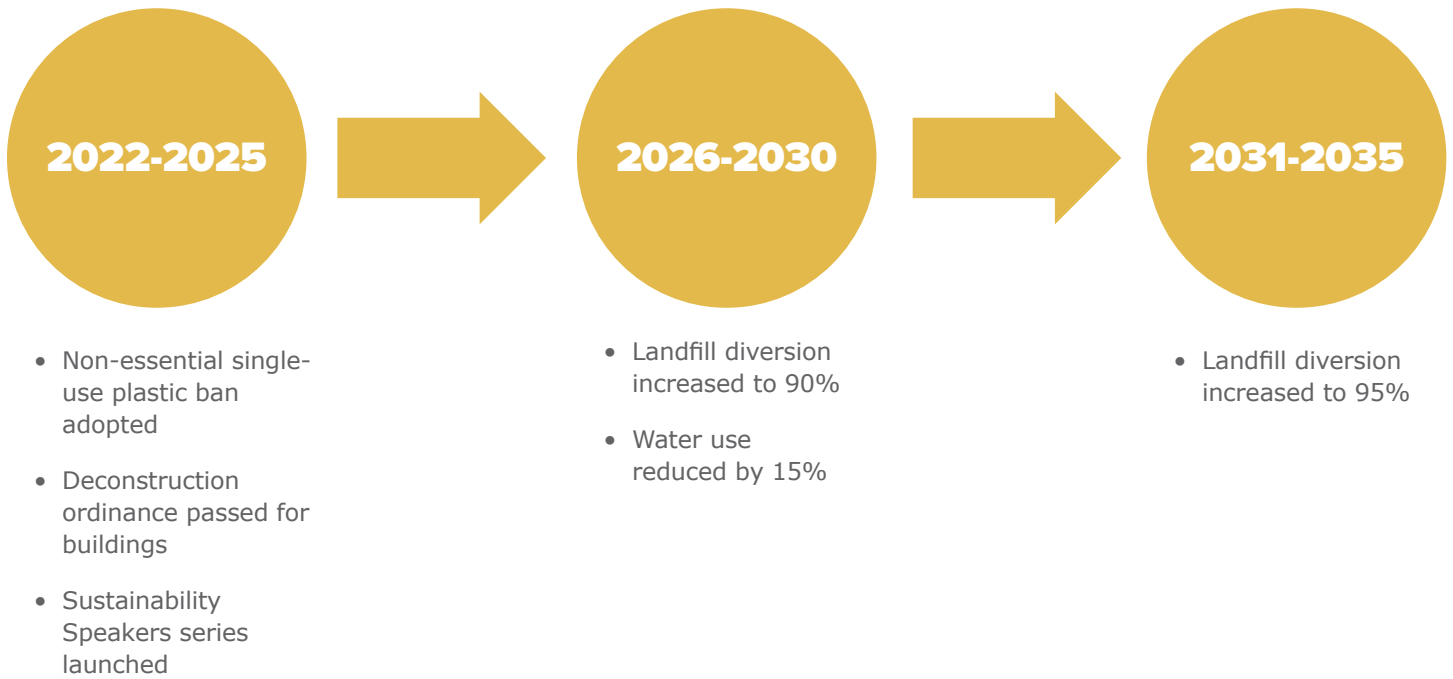 2022-2025
2026-2030
2031-2035
• Non-essential single-
use plastic ban
adopted
• Deconstruction
ordinance passed for
buildings
• Sustainability
Speakers series
launched
• Landfill diversion
increased to 90%
• Water use
reduced by 15%
• Landfill diversion
increased to 95%